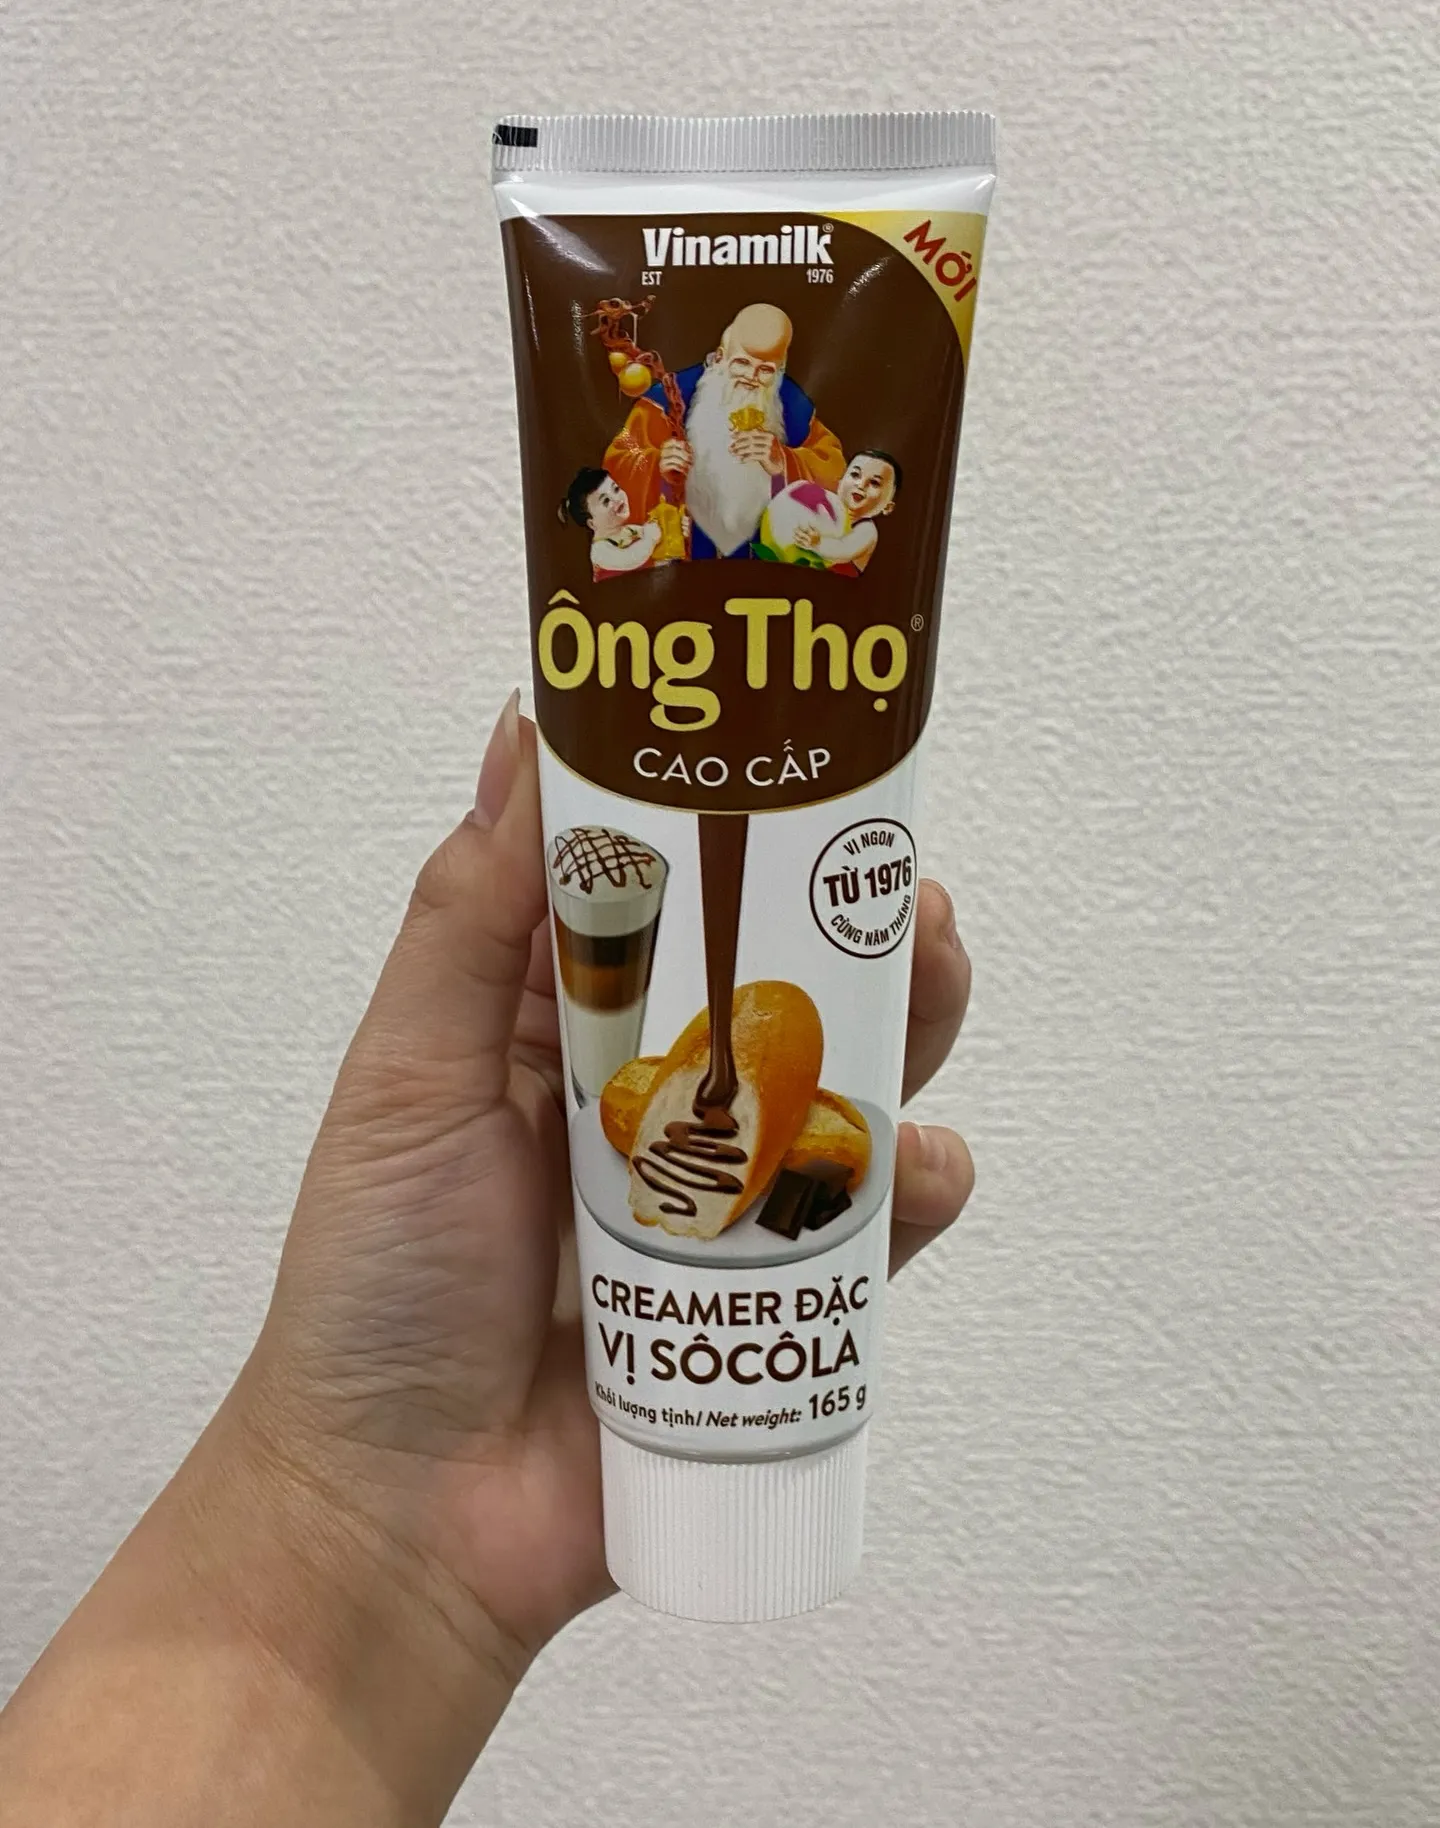 Vinamilk®
EST 1976
MỚI
Ông Thọ®
CAO CẤP
VỊ NGON
TỪ 1976
CÙNG NĂM THÁNG
CREAMER ĐẶC
VỊ SÔCÔLA
Khối lượng tịnh/ Net weight: 165 g